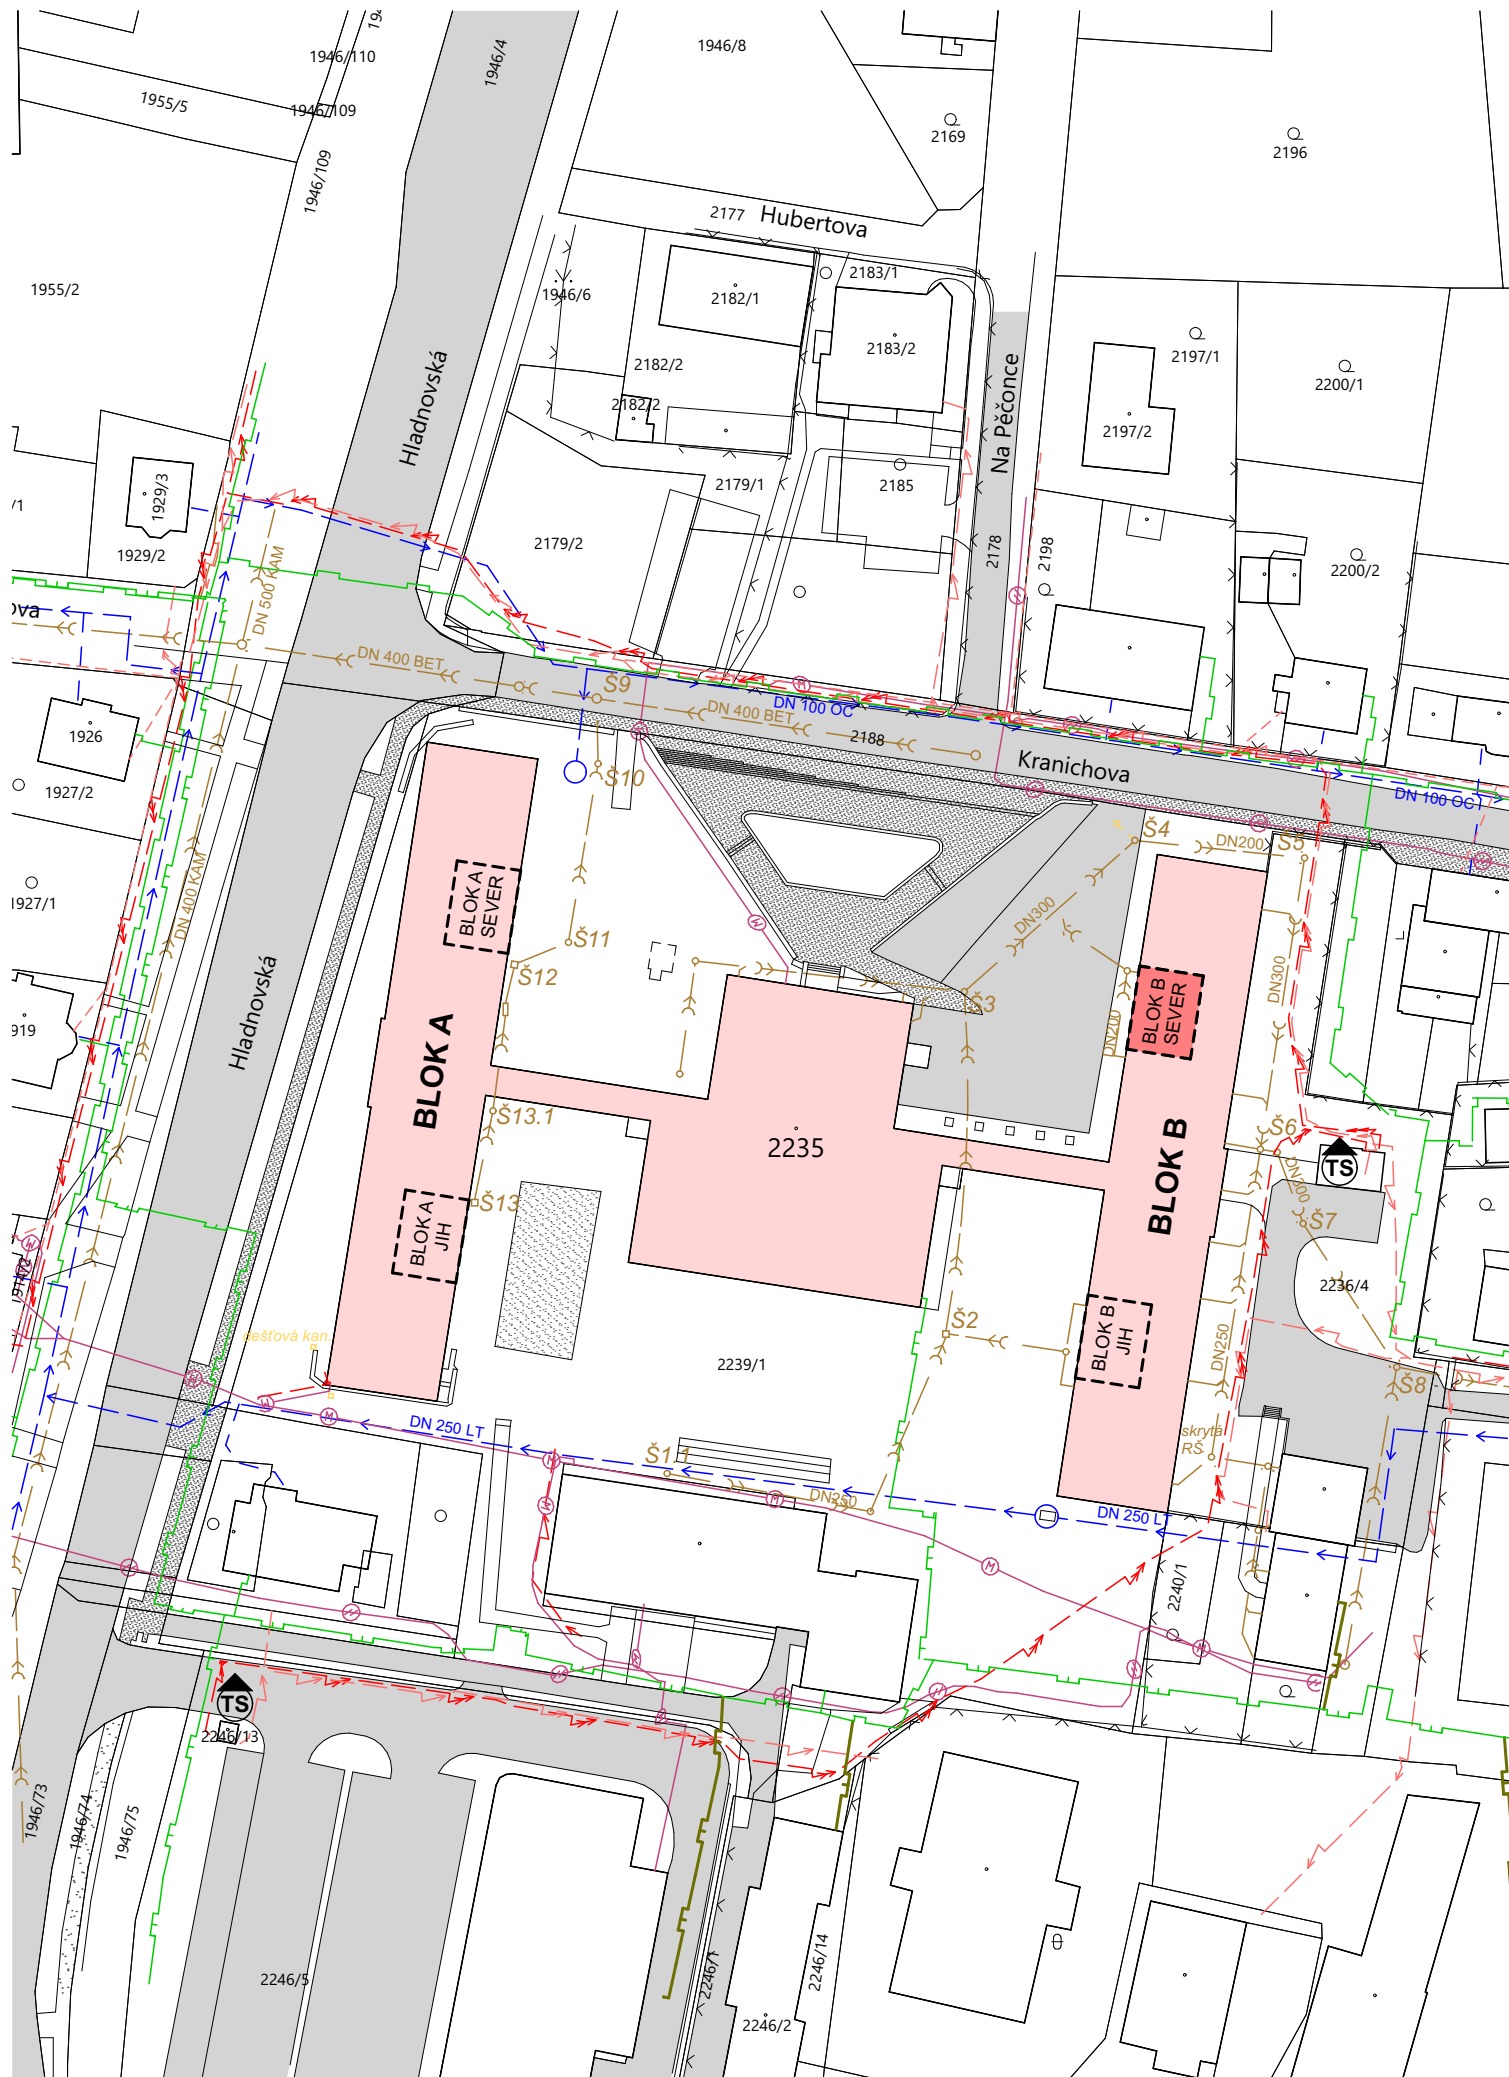 1946/4
1946/8
1946/110
1955/5
1946/109
2169
2196
1946/109
2177
Hubertova
2183/1
1955/2
1946/6
2182/1
2183/2
2197/1
2182/2
Hladnovská
Na Pěčonce
2200/1
2182/2
2197/2
1929/3
2179/1
2185
/1
1929/2
2179/2
2178
2198
2200/2
DN 500 KAM
ova
DN 400 BET
Š9
DN 400 BET
DN 100 OC
2188
Kranichova
1926
1927/2
Š10
DN 100 OC
Š4
DN200
Š5
1927/1
DN 400 KAM
BLOK A
SEVER
DN300
Š11
Š12
Hladnovská
DN300
919
BLOK A
Š3
DN200
BLOK B
SEVER
Š13.1
2235
BLOK B
Š6
TS
DN300
Š13
Š7
BLOK A
JIH
2236/4
Š2
dešťová kan.
2239/1
BLOK B
JIH
DN250
Š8
DN 250 LT
skrytá
RŠ
Š1.1
DN250
DN 250 LT
2240/1
TS
2246/13
1946/73
1946/74
1946/75
2246/5
2246/1
2246/14
2246/2